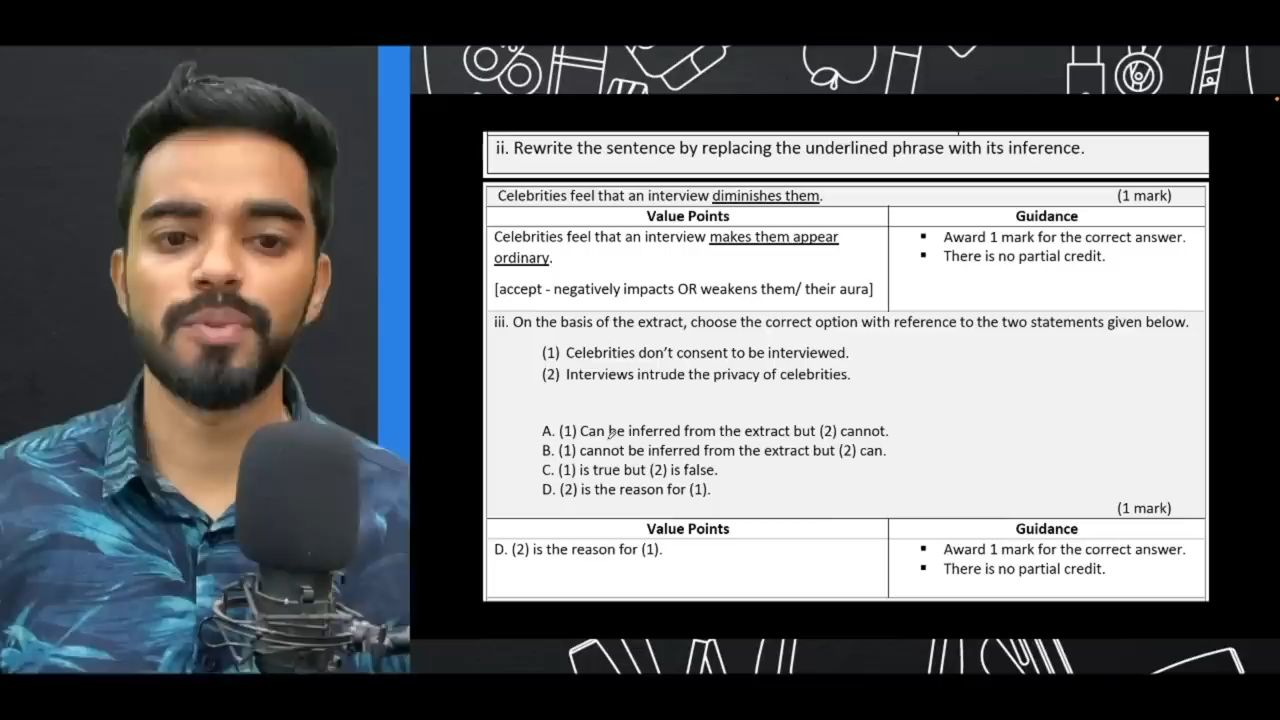 ii. Rewrite the sentence by replacing the underlined phrase with its inference.
Celebrities feel that an interview diminishes them. (1 mark)
Value Points Guidance
Celebrities feel that an interview makes them appear
ordinary.
[accept - negatively impacts OR weakens them/ their aura]
▪ Award 1 mark for the correct answer.
▪ There is no partial credit.
iii. On the basis of the extract, choose the correct option with reference to the two statements given below.
(1) Celebrities don’t consent to be interviewed.
(2) Interviews intrude the privacy of celebrities.
A. (1) Can be inferred from the extract but (2) cannot.
B. (1) cannot be inferred from the extract but (2) can.
C. (1) is true but (2) is false.
D. (2) is the reason for (1).
(1 mark)
Value Points Guidance
D. (2) is the reason for (1).
▪ Award 1 mark for the correct answer.
▪ There is no partial credit.